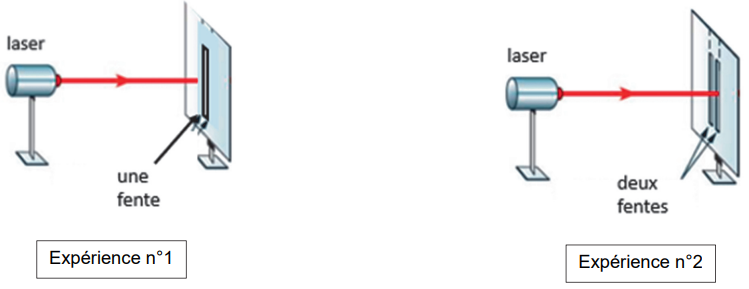 laser
une
fente
Expérience n°1
laser
deux
fentes
Expérience n°2